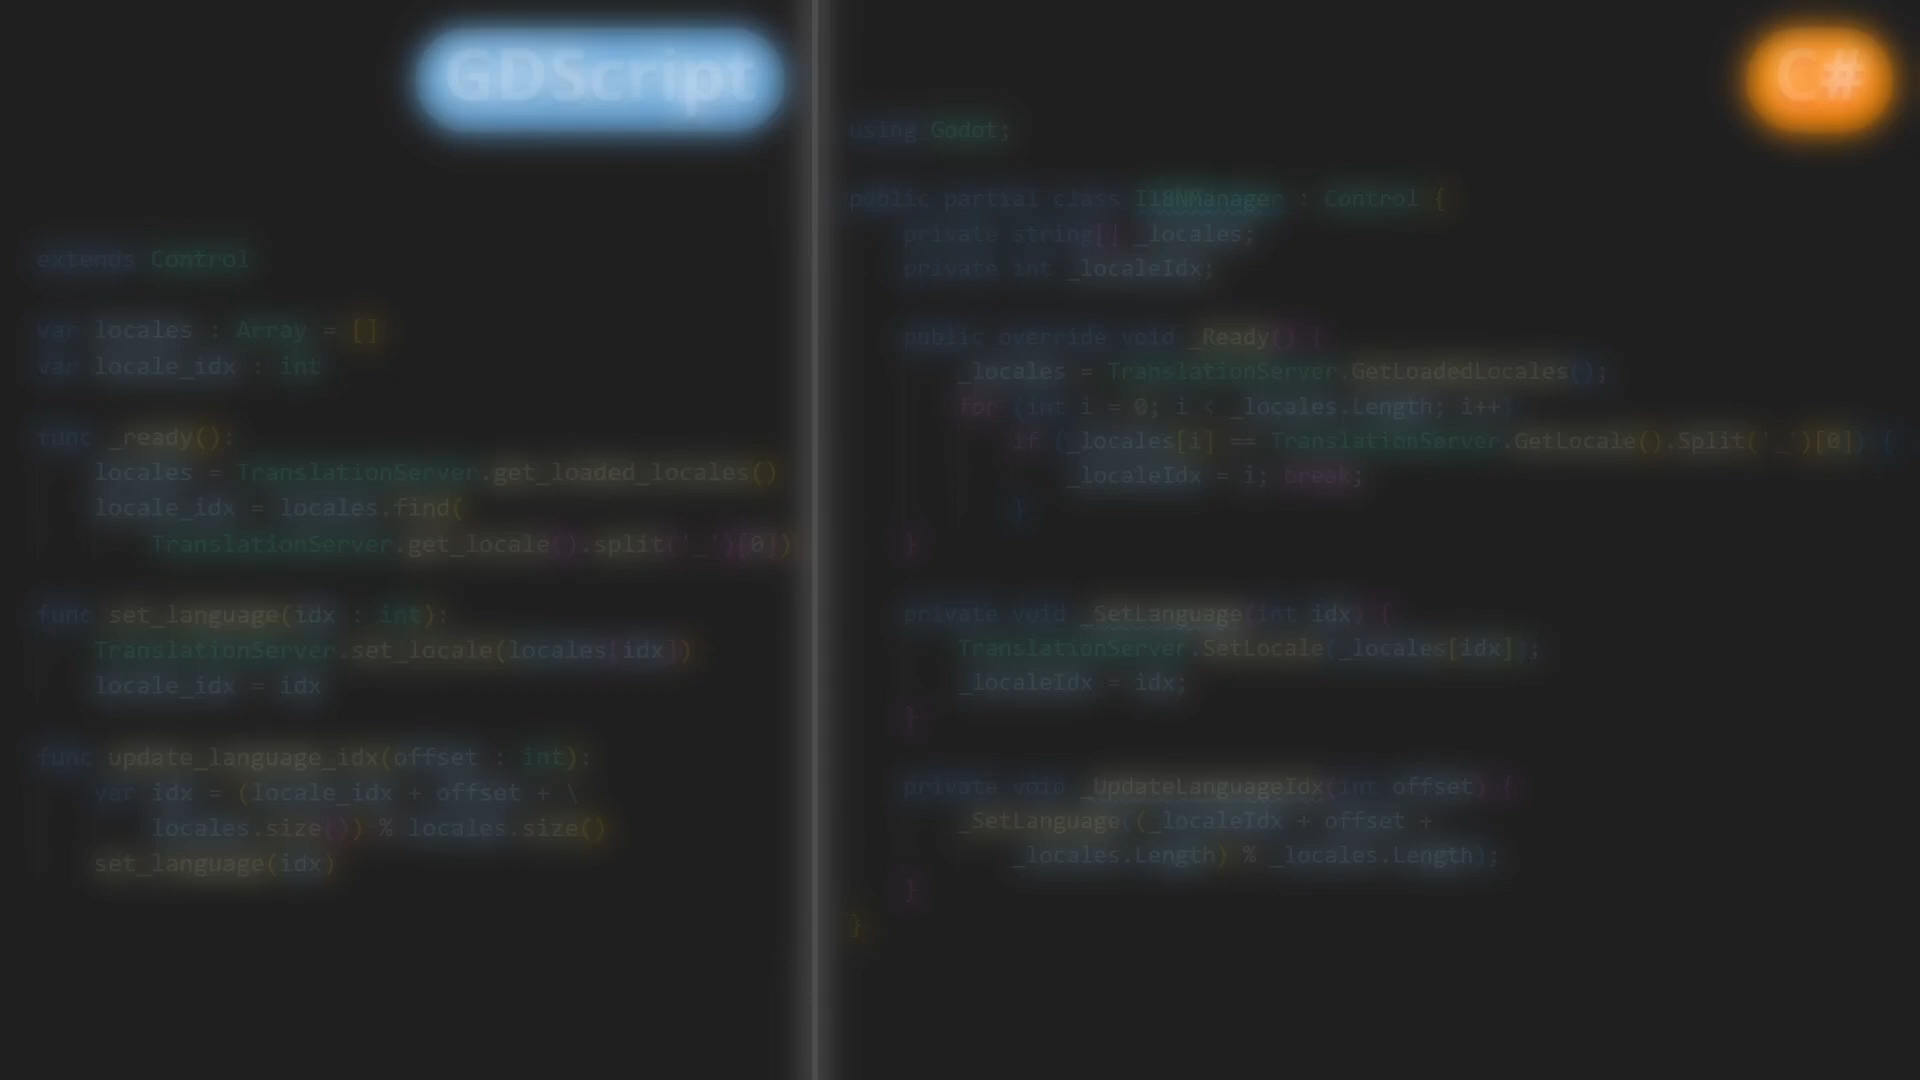 GDScript
extends Control
var locales : Array = []
var locale_idx : int
func _ready():
locales = TranslationServer.get_loaded_locales()
locale_idx = locales.find(
TranslationServer.get_locale().split('_')[0])
func set_language(idx : int):
TranslationServer.set_locale(locales[idx])
locale_idx = idx
func update_language_idx(offset : int):
var idx = (locale_idx + offset + \
locales.size()) % locales.size()
set_language(idx)
C#
using Godot;
public partial class I18NManager : Control {
private string[] _locales;
private int _localeIdx;
public override void _Ready() {
_locales = TranslationServer.GetLoadedLocales();
for (int i = 0; i < _locales.Length; i++)
if (_locales[i] == TranslationServer.GetLocale().Split('_')[0]) {
_localeIdx = i; break;
}
}
private void _SetLanguage(int idx) {
TranslationServer.SetLocale(_locales[idx]);
_localeIdx = idx;
}
private void _UpdateLanguageIdx(int offset) {
_SetLanguage((_localeIdx + offset +
_locales.Length) % _locales.Length);
}
}